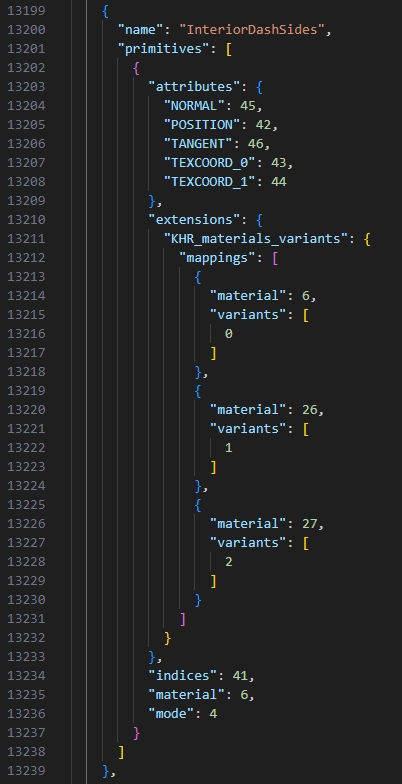 13199 {
13200 "name": "InteriorDashSides",
13201 "primitives": [
13202 {
13203 "attributes": {
13204 "NORMAL": 45,
13205 "POSITION": 42,
13206 "TANGENT": 46,
13207 "TEXCOORD_0": 43,
13208 "TEXCOORD_1": 44
13209 },
13210 "extensions": {
13211 "KHR_materials_variants": {
13212 "mappings": [
13213 {
13214 "material": 6,
13215 "variants": [
13216 0
13217 ]
13218 },
13219 {
13220 "material": 26,
13221 "variants": [
13222 1
13223 ]
13224 },
13225 {
13226 "material": 27,
13227 "variants": [
13228 2
13229 ]
13230 }
13231 ]
13232 }
13233 },
13234 "indices": 41,
13235 "material": 6,
13236 "mode": 4
13237 }
13238 ]
13239 },